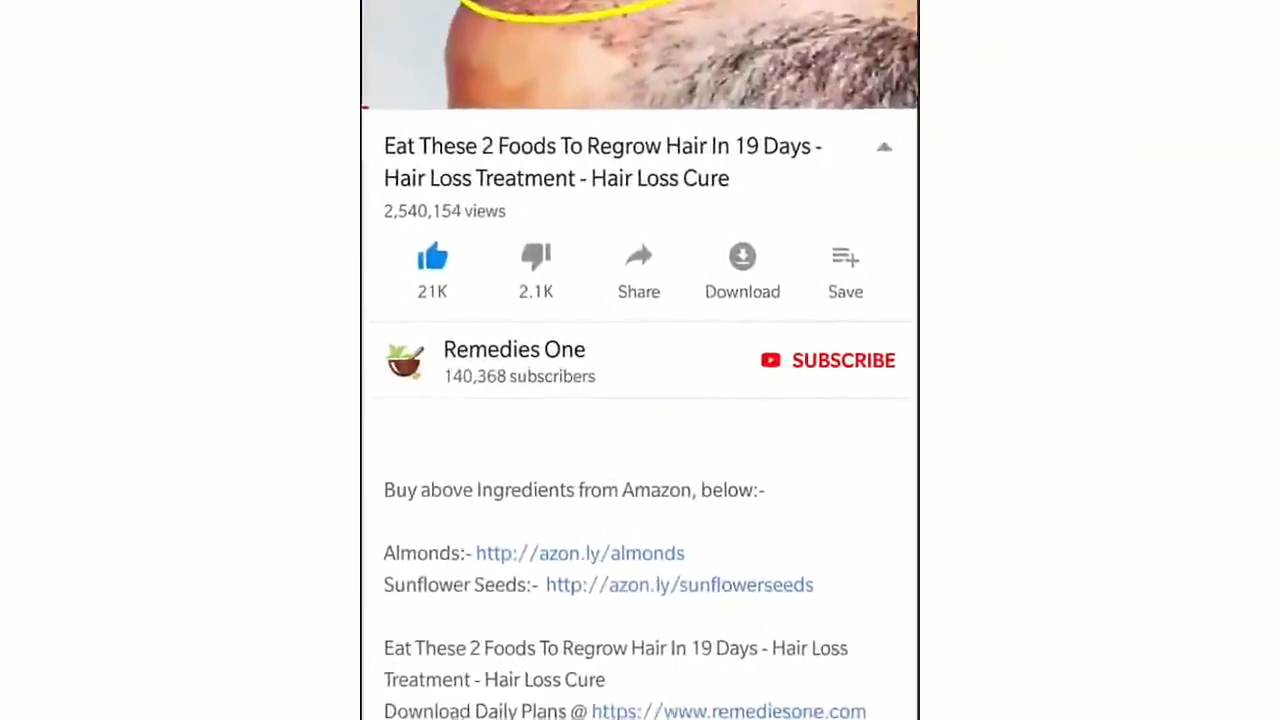 Eat These 2 Foods To Regrow Hair In 19 Days -
Hair Loss Treatment - Hair Loss Cure
2,540,154 views
21K 2.1K Share Download Save
Remedies One SUBSCRIBE
140,368 subscribers
Buy above Ingredients from Amazon, below:-
Almonds:- http://azon.ly/almonds
Sunflower Seeds:- http://azon.ly/sunflowerseeds
Eat These 2 Foods To Regrow Hair In 19 Days - Hair Loss
Treatment - Hair Loss Cure
Download Daily Plans @ https://www.remediesone.com